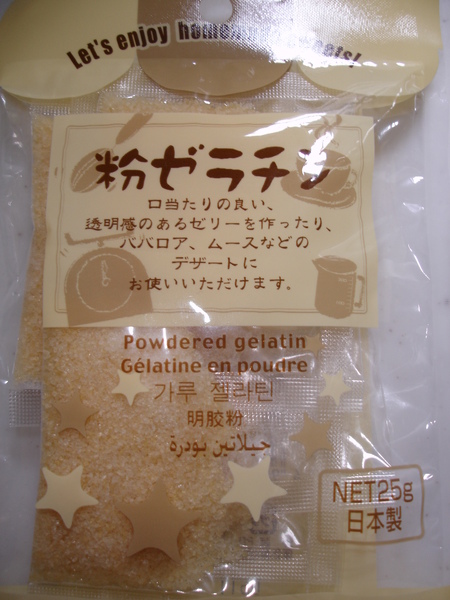 Let's enjoy
粉ゼラチン
口当たりの良い、
透明感のあるゼリーを作ったり、
ババロア、ムースなどの
デザートに
お使いいただけます。
Powdered gelatin
Gélatine en poudre
가루 젤라틴
明胶粉
جيلاتين بودرة
NET25g
日本製